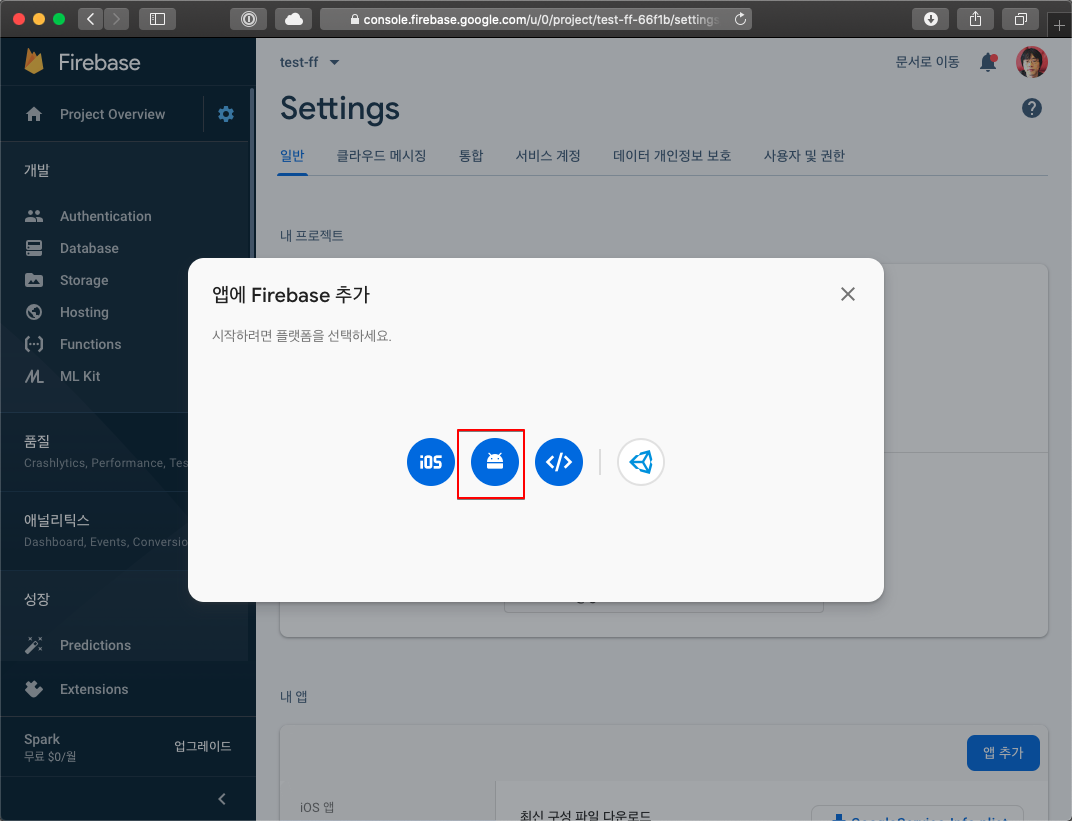 console.firebase.google.com/u/0/project/test-ff-66f1b/settings
Firebase
Project Overview
개발
Authentication
Database
Storage
Hosting
Functions
ML Kit
품질
Crashlytics, Performance, Tes
애널리틱스
Dashboard, Events, Conversio
성장
Predictions
Extensions
Spark
무료 $0/월
업그레이드
test-ff
문서로 이동
Settings
일반 클라우드 메시징 통합 서비스 계정 데이터 개인정보 보호 사용자 및 권한
내 프로젝트
앱에 Firebase 추가
시작하려면 플랫폼을 선택하세요.
iOS
내 앱
앱 추가
iOS 앱
최신 구성 파일 다운로드
GoogleService-Info.plist